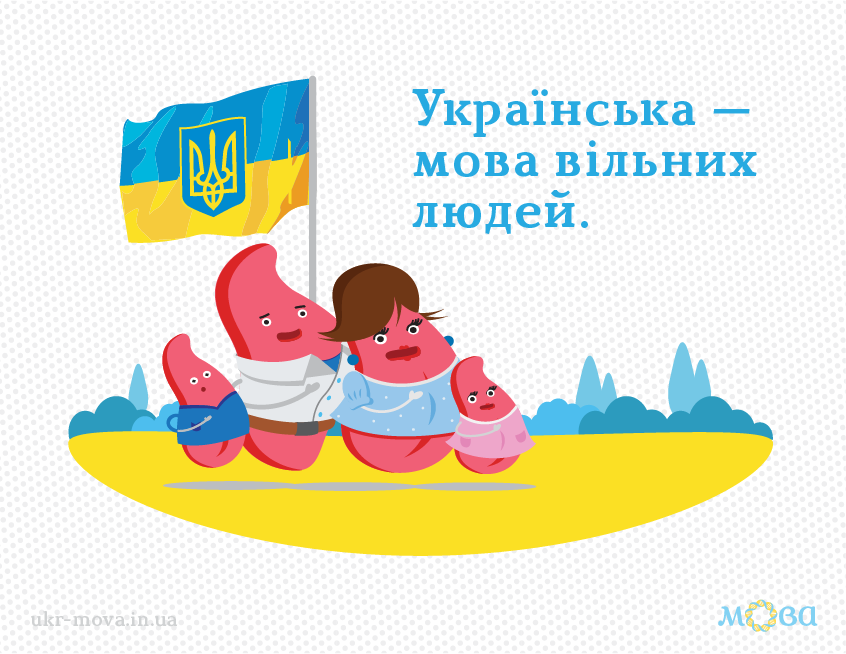 Українська —
мова вільних
людей.
ukr-mova.in.ua
мова